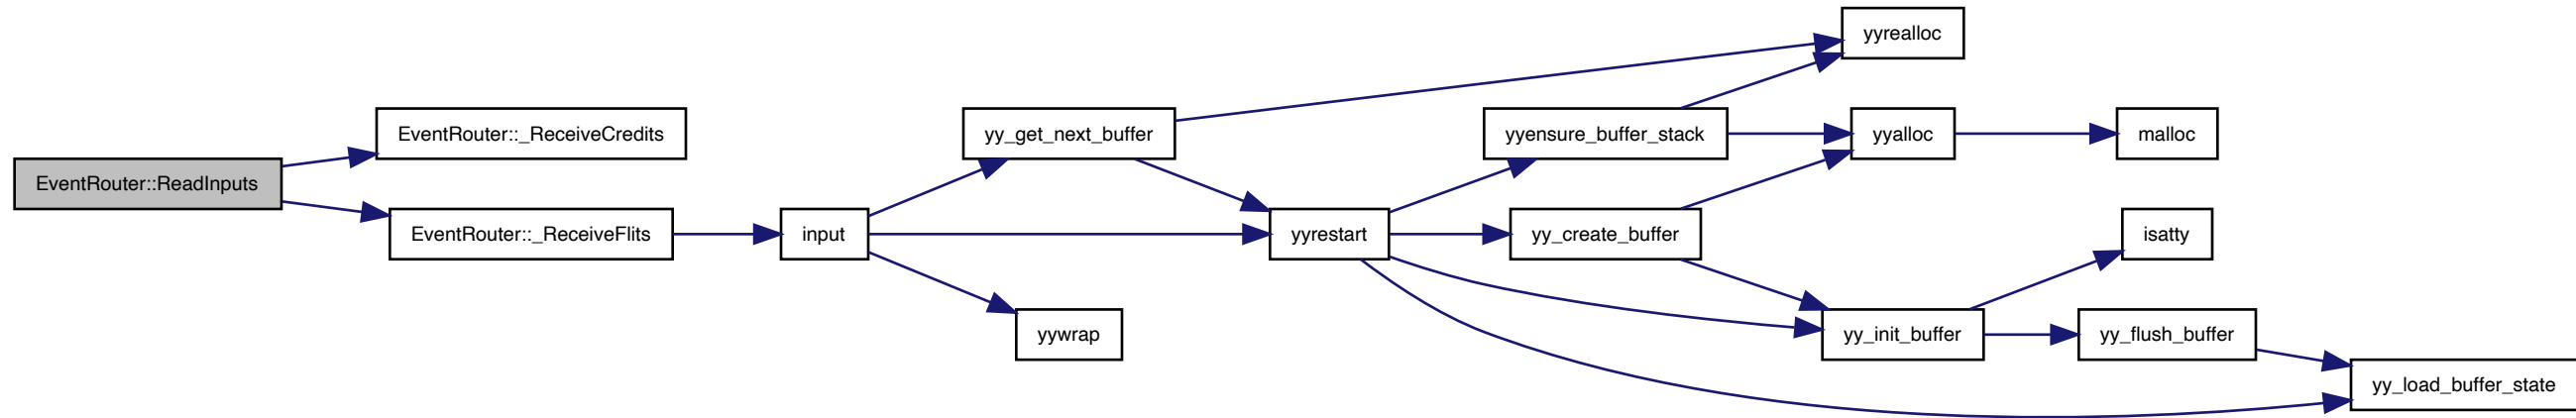 EventRouter::ReadInputs
EventRouter::_ReceiveCredits
EventRouter::_ReceiveFlits
input
yy_get_next_buffer
yywrap
yyrestart
yyensure_buffer_stack
yy_create_buffer
yyrealloc
yyalloc
yy_init_buffer
malloc
isatty
yy_flush_buffer
yy_load_buffer_state